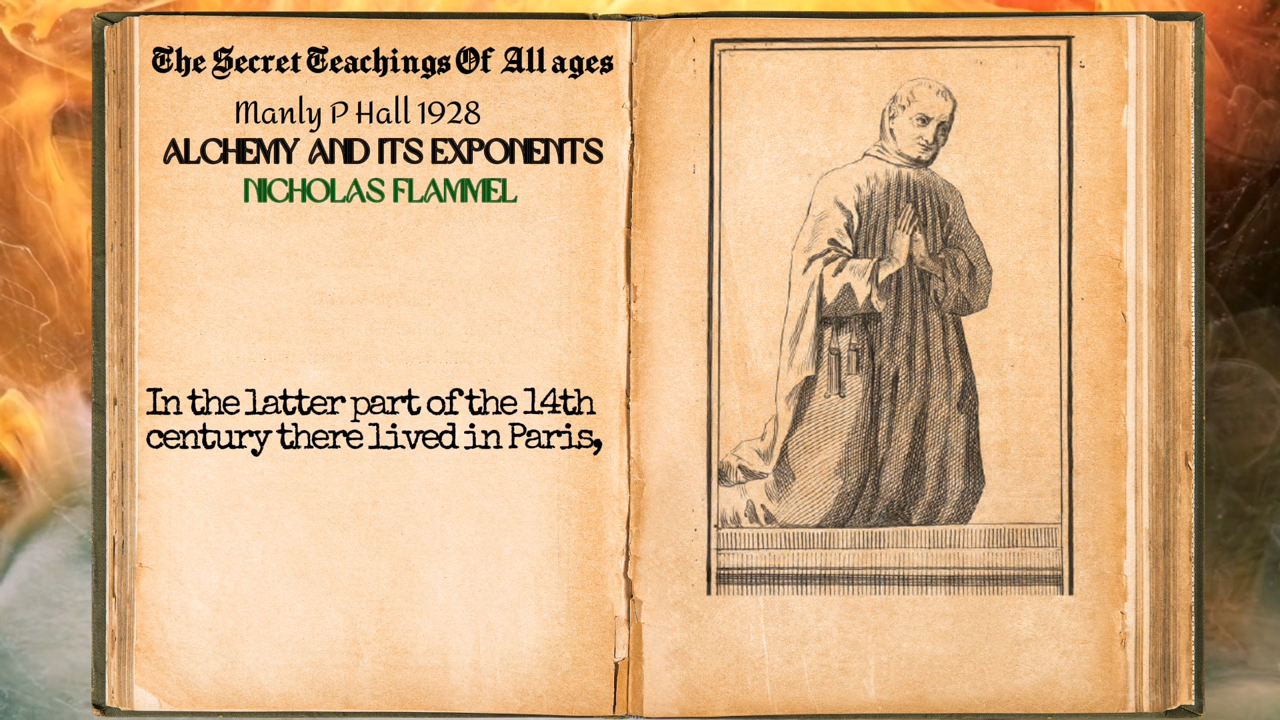 The Secret Teachings Of All ages
Manly P Hall 1928
ALCHEMY AND ITS EXPONENTS
NICHOLAS FLAMMEL
In the latter part of the 14th
century there lived in Paris,